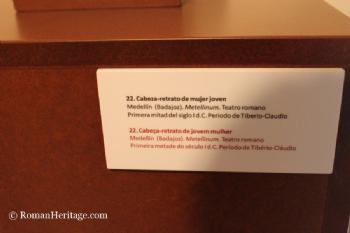 22. Cabeza-retrato de mujer joven
Medellín (Badajoz). Metellinum. Teatro romano
Primera mitad del siglo I d.C. Periodo de Tiberio-Claudio
22. Cabeça-retrato de jovem mulher
Medellín (Badajoz). Metellinum. Teatro romano
Primeira metade do século I d.C. Período de Tibério-Cláudio
© RomanHeritage.com